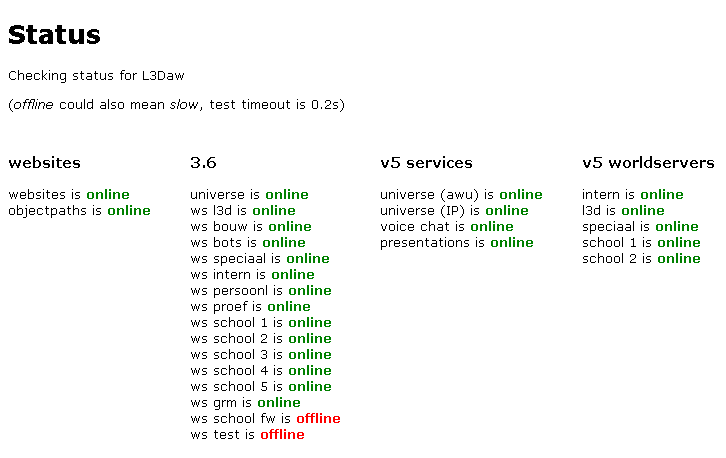 Status
Checking status for L3Daw
(offline could also mean slow, test timeout is 0.2s)
websites
websites is online
objectpaths is online
3.6
universe is online
ws l3d is online
ws bouw is online
ws bots is online
ws speciaal is online
ws intern is online
ws persoonl is online
ws proef is online
ws school 1 is online
ws school 2 is online
ws school 3 is online
ws school 4 is online
ws school 5 is online
ws grm is online
ws school fw is offline
ws test is offline
v5 services
universe (awu) is online
universe (IP) is online
voice chat is online
presentations is online
v5 worldservers
intern is online
l3d is online
speciaal is online
school 1 is online
school 2 is online